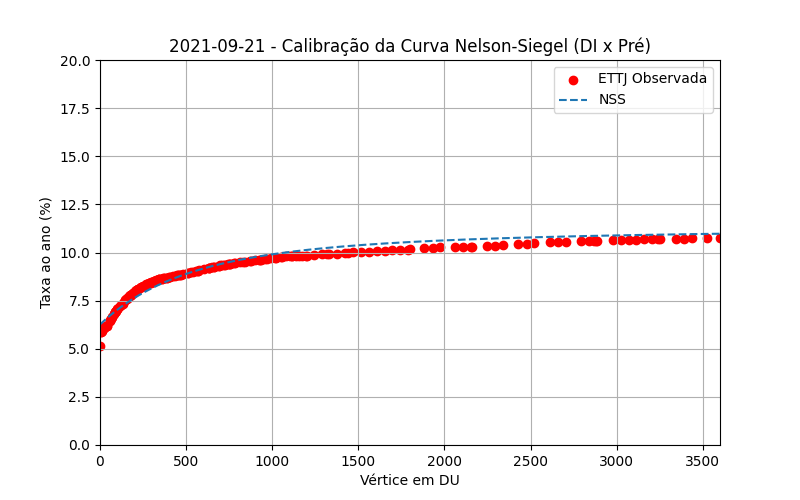 2021-09-21 - Calibração da Curva Nelson-Siegel (DI x Pré)
ETTJ Observada
NSS
Taxa ao ano (%)
20.0
17.5
15.0
12.5
10.0
7.5
5.0
2.5
0.0
0 500 1000 1500 2000 2500 3000 3500
Vértice em DU